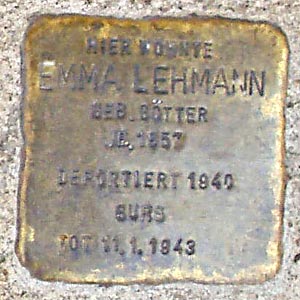 HIER WOHNTE
EMMA LEHMANN
GEB. GÖTTER
JG. 1857
DEPORTIERT 1940
GURS
TOT 11.1.1943